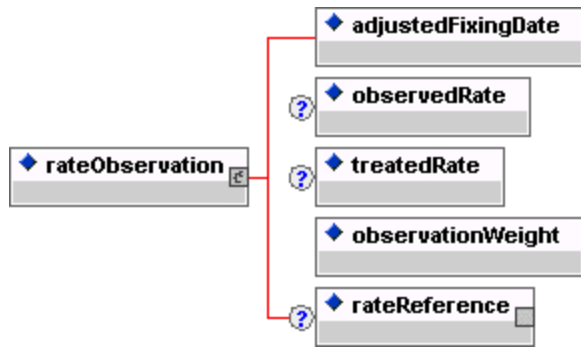 adjustedFixingDate
? observedRate
rateObservation
? treatedRate
observationWeight
? rateReference